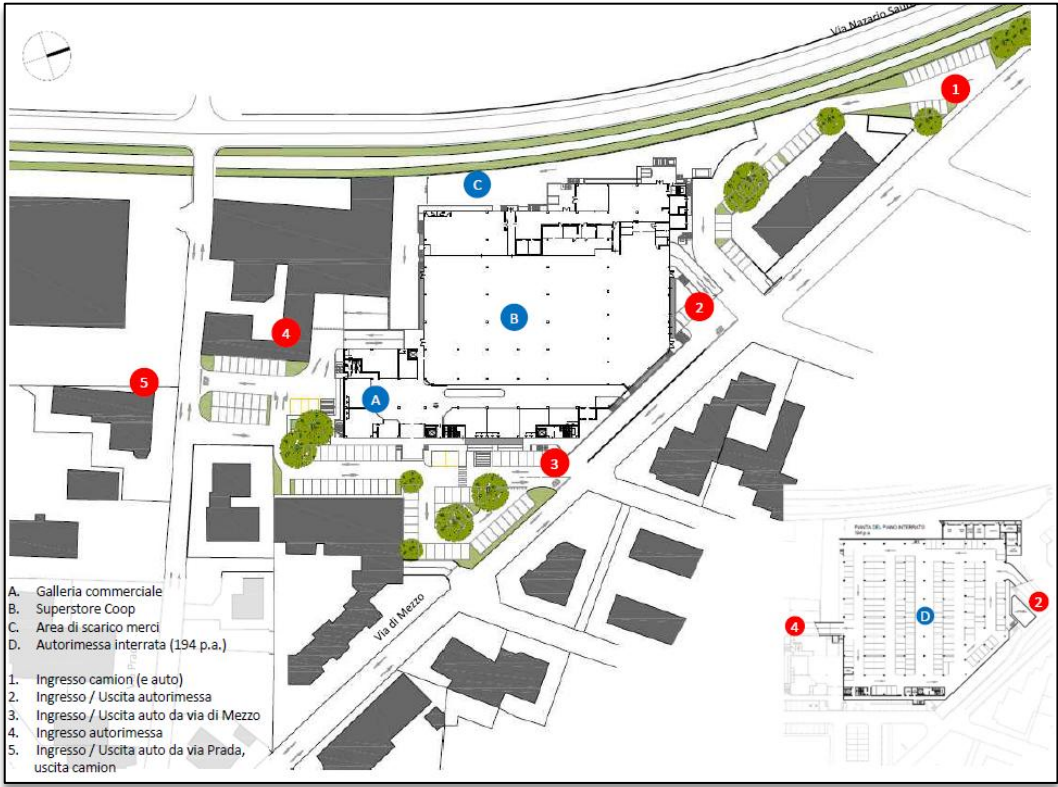 Via Nazario Sauro
1
C
2
B
4
5
A
3
PIANTA DEL PIANO INTERRATO
194 p.a.
2
D
4
Via di Mezzo
A. Galleria commerciale
B. Superstore Coop
C. Area di scarico merci
D. Autorimessa interrata (194 p.a.)
1. Ingresso camion (e auto)
2. Ingresso / Uscita autorimessa
3. Ingresso / Uscita auto da via di Mezzo
4. Ingresso autorimessa
5. Ingresso / Uscita auto da via Prada,
uscita camion